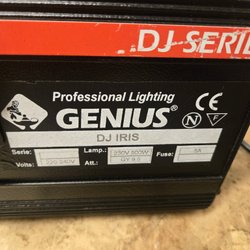 DJ SERIE
Professional Lighting
GENIUS®
CE
N F
DJ IRIS
Serie: Lamp.: 230V 600W Fuse: 8A
Volts: 220/240V Att.: GY 9.5